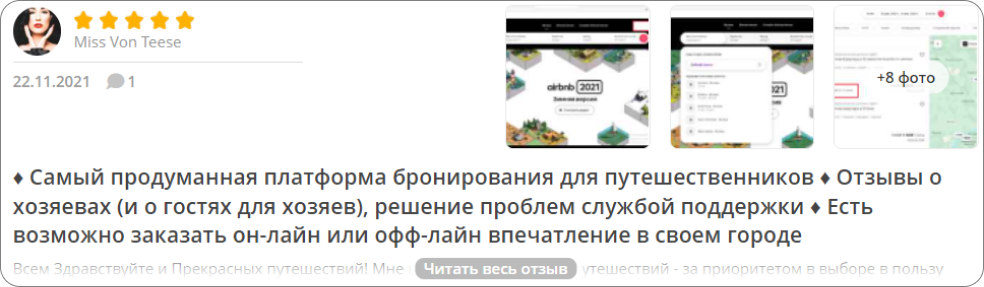 Miss Von Teese
22.11.2021 1
airbnb 2021
Зимняя версия
+8 фото
♦ Самый продуманная платформа бронирования для путешественников ♦ Отзывы о
хозяевах (и о гостях для хозяев), решение проблем службой поддержки ♦ Есть
возможно заказать он-лайн или офф-лайн впечатление в своем городе
Всем Здравствуйте и Прекрасных путешествий! Мне Читать весь отзыв утешествий - за приоритетом в выборе в пользу